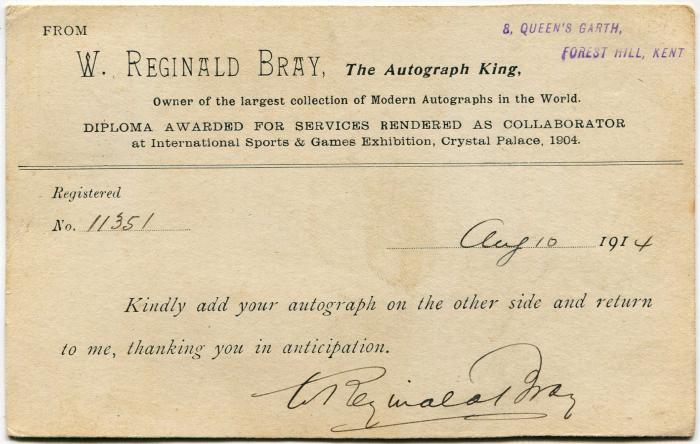 FROM
8, QUEEN'S GARTH,
FOREST HILL, KENT
W. REGINALD BRAY, The Autograph King,
Owner of the largest collection of Modern Autographs in the World.
DIPLOMA AWARDED FOR SERVICES RENDERED AS COLLABORATOR
at International Sports & Games Exhibition, Crystal Palace, 1904.
Registered
No. 11351
Aug 10 1914
Kindly add your autograph on the other side and return
to me, thanking you in anticipation.
W Reginald Bray